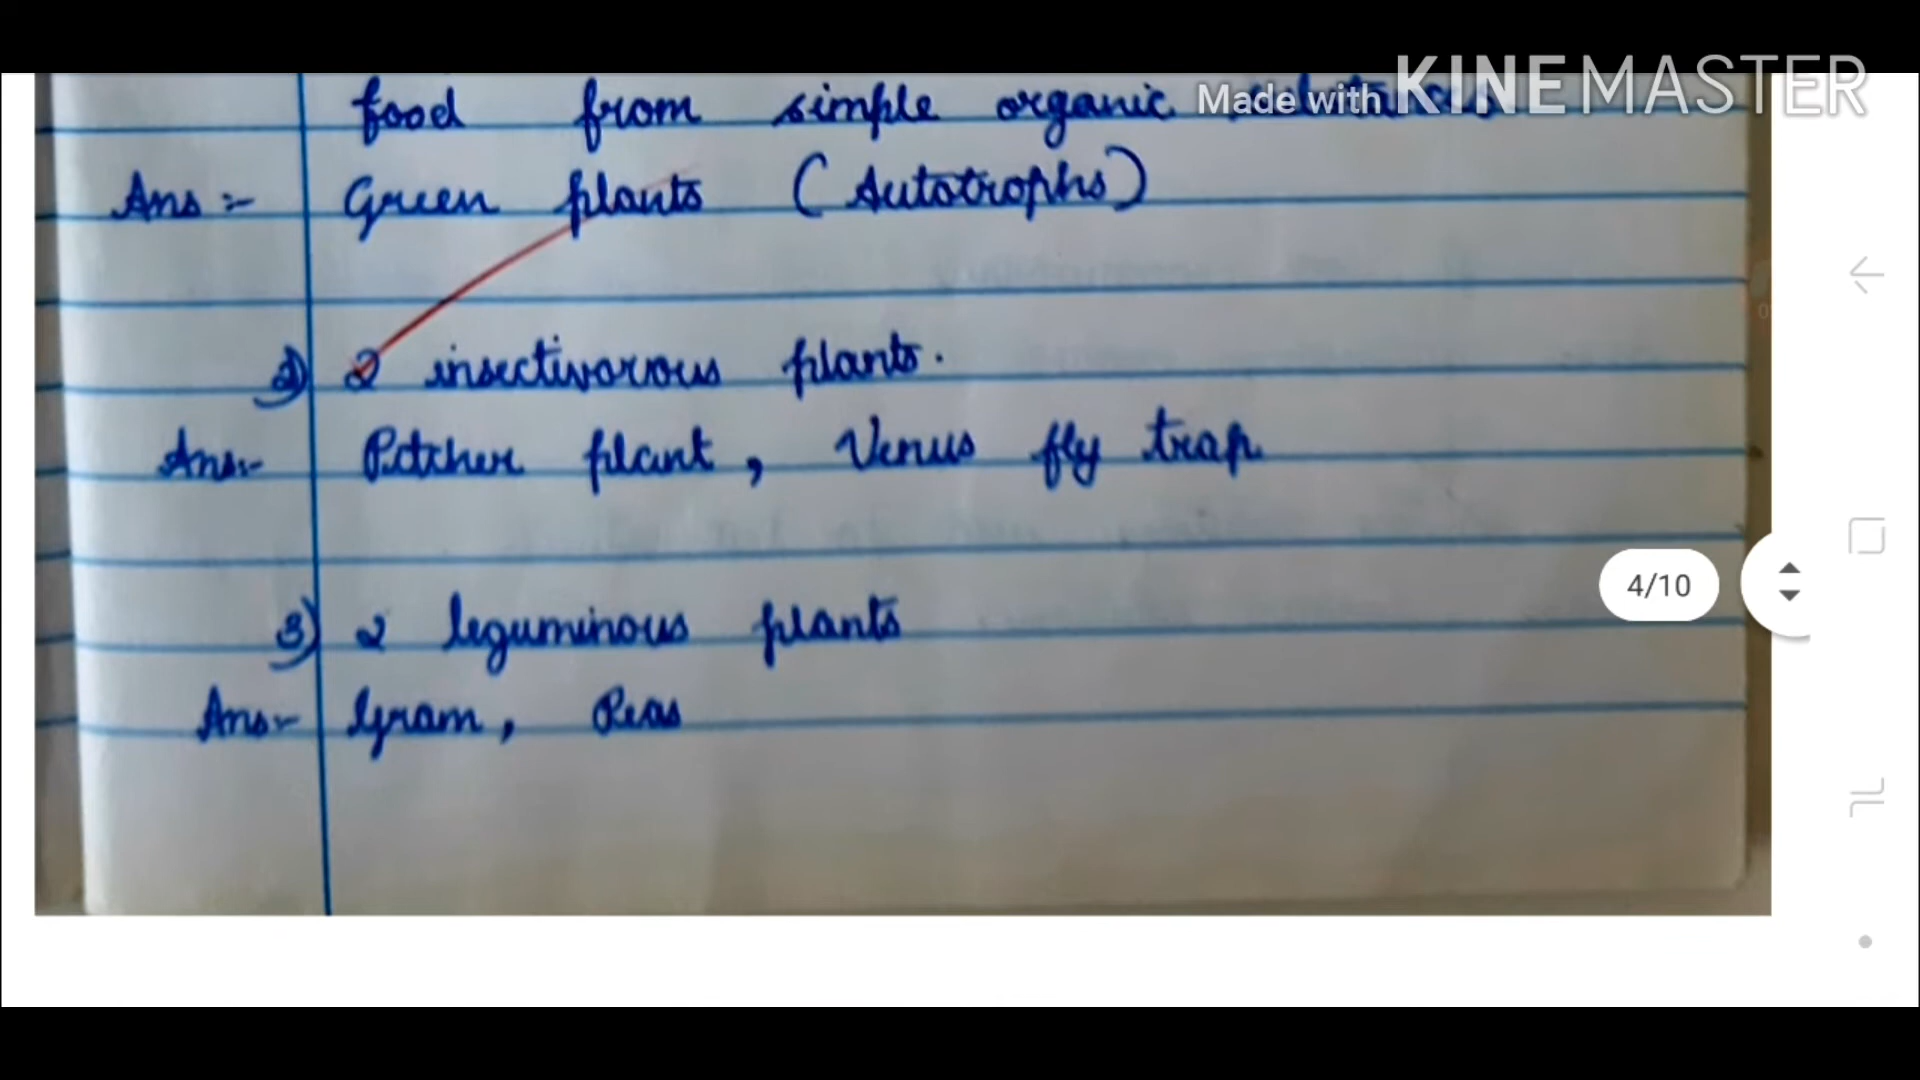 Made with KINEMASTER
food from simple organic substances
Ans :- Green plants (Autotrophs)
2) 2 insectivorous plants.
Ans:- Pitcher plant, Venus fly trap
4/10
3) 2 leguminous plants
Ans:- Gram, Peas